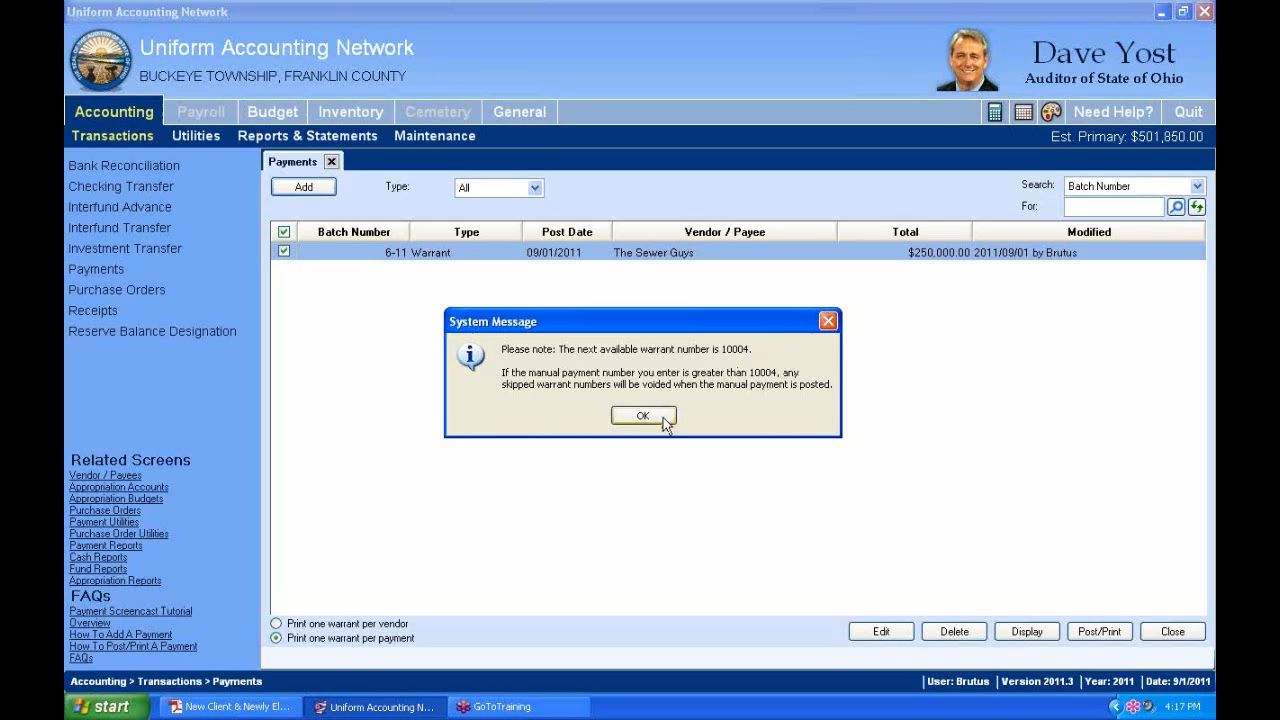 Uniform Accounting Network
Uniform Accounting Network
BUCKEYE TOWNSHIP, FRANKLIN COUNTY
Dave Yost
Auditor of State of Ohio
Accounting Payroll Budget Inventory Cemetery General Need Help? Quit
Transactions Utilities Reports & Statements Maintenance Est. Primary: $501,850.00
Bank Reconciliation
Checking Transfer
Interfund Advance
Interfund Transfer
Investment Transfer
Payments
Purchase Orders
Receipts
Reserve Balance Designation
Related Screens
Vendor / Payees
Appropriation Accounts
Appropriation Budgets
Purchase Orders
Payment Utilities
Purchase Order Utilities
Payment Reports
Cash Reports
Fund Reports
Appropriation Reports
FAQs
Payment Screencast Tutorial
Overview
How To Add A Payment
How To Post/Print A Payment
FAQs
Payments
Add Type: All Search: Batch Number
For:
Batch Number Type Post Date Vendor / Payee Total Modified
6-11 Warrant 09/01/2011 The Sewer Guys $250,000.00 2011/09/01 by Brutus
System Message
Please note: The next available warrant number is 10004.
If the manual payment number you enter is greater than 10004, any
skipped warrant numbers will be voided when the manual payment is posted.
OK
Print one warrant per vendor
Print one warrant per payment
Edit Delete Display Post/Print Close
Accounting > Transactions > Payments User: Brutus Version 2011.3 Year: 2011 Date: 9/1/2011
start New Client & Newly El... Uniform Accounting N... GoToTraining 4:17 PM